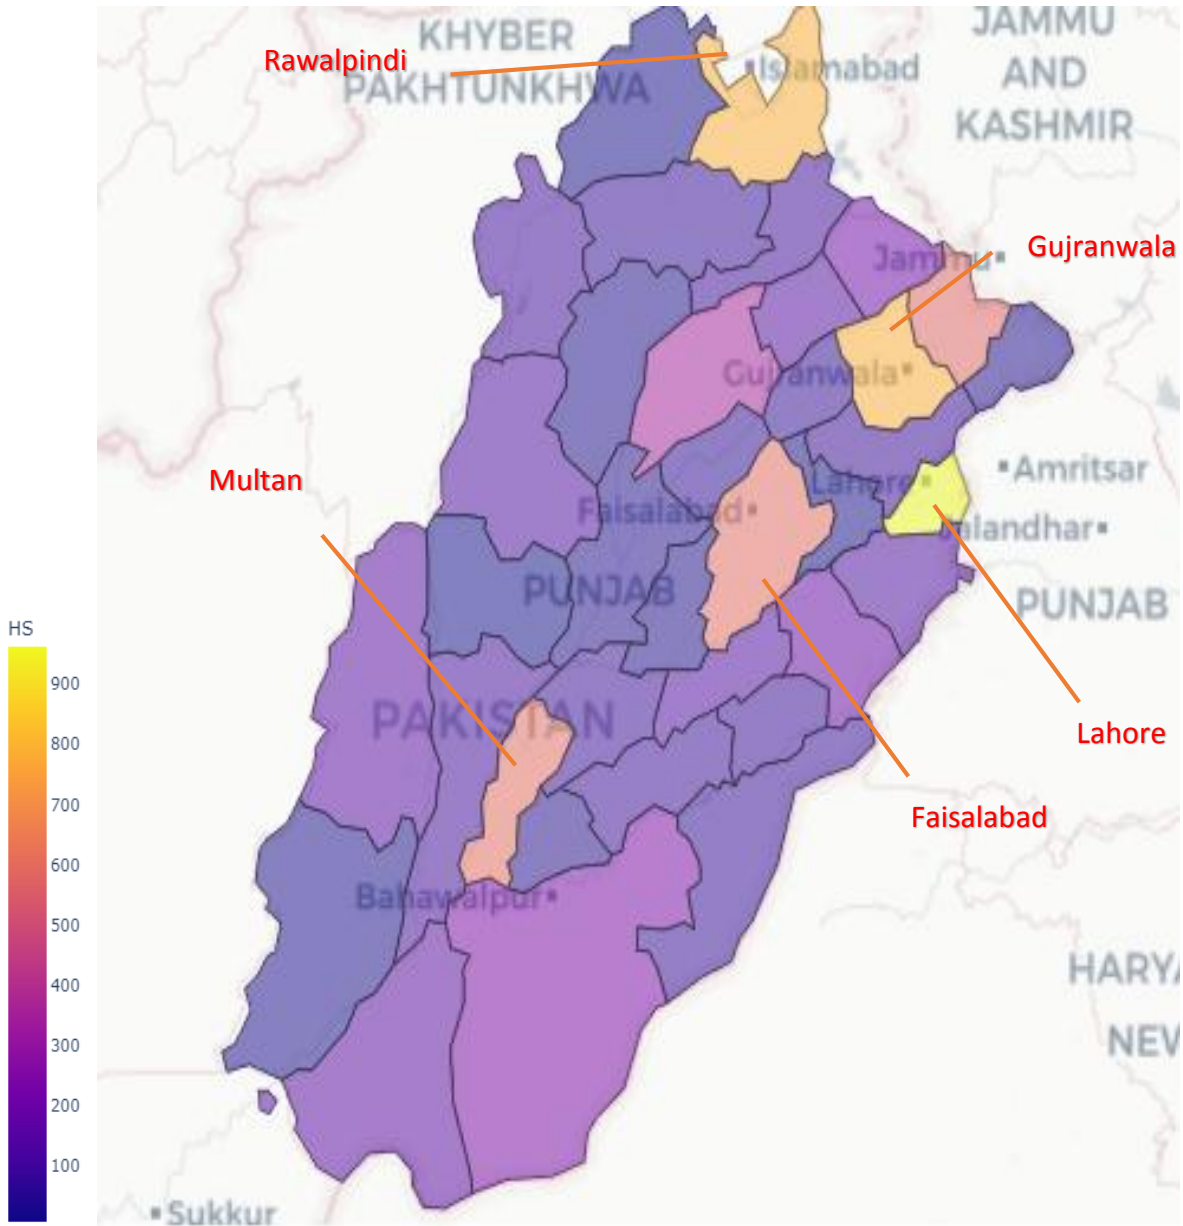 KHYBER
PAKHTUNKHWA
JAMMU
AND
KASHMIR
Rawalpindi
Islamabad
Gujranwala
Jammu
Gujranwala
Multan
Lahore
Amritsar
Faisalabad
Jalandhar
PUNJAB
PUNJAB
HS
900
800
700
600
500
400
300
200
100
PAKISTAN
Lahore
Faisalabad
Bahawalpur
HARYA
NEV
Sukkur